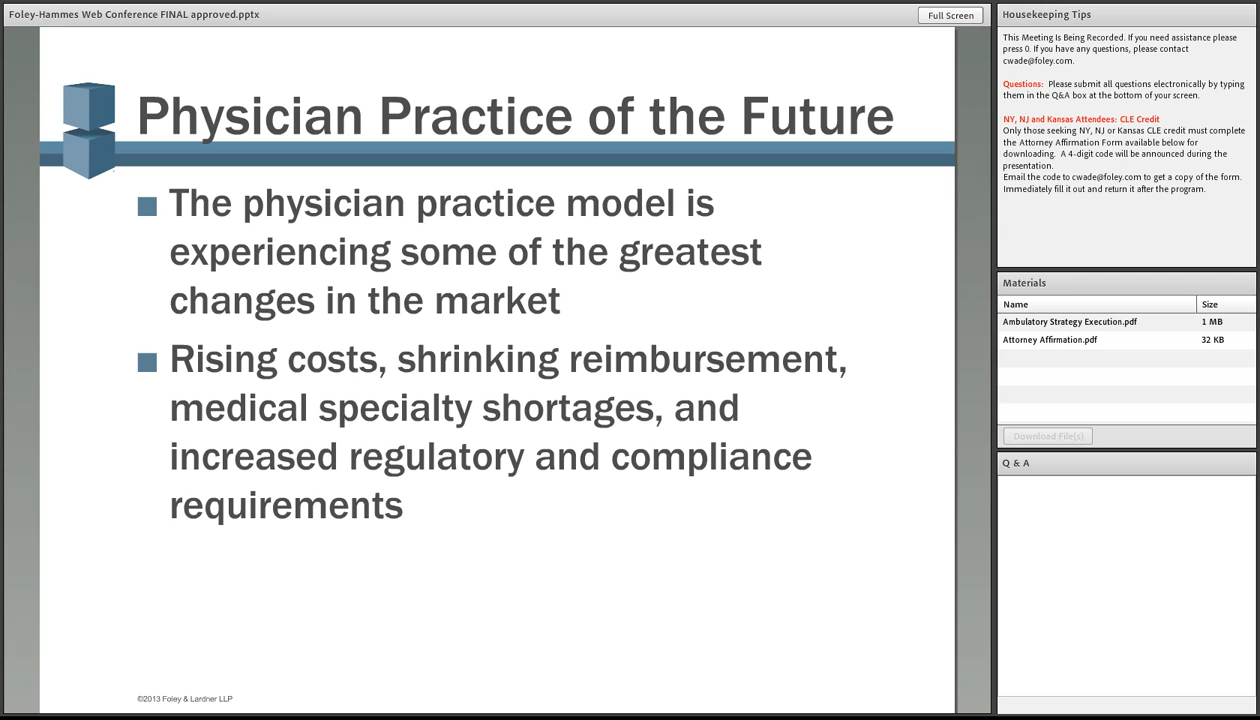 Foley-Hammes Web Conference FINAL approved.pptx
Full Screen
Physician Practice of the Future
The physician practice model is
experiencing some of the greatest
changes in the market
Rising costs, shrinking reimbursement,
medical specialty shortages, and
increased regulatory and compliance
requirements
©2013 Foley & Lardner LLP
Housekeeping Tips
This Meeting Is Being Recorded. If you need assistance please
press 0. If you have any questions, please contact
cwade@foley.com.
Questions: Please submit all questions electronically by typing
them in the Q&A box at the bottom of your screen.
NY, NJ and Kansas Attendees: CLE Credit
Only those seeking NY, NJ or Kansas CLE credit must complete
the Attorney Affirmation Form available below for
downloading. A 4-digit code will be announced during the
presentation.
Email the code to cwade@foley.com to get a copy of the form.
Immediately fill it out and return it after the program.
Materials
Name Size
Ambulatory Strategy Execution.pdf 1 MB
Attorney Affirmation.pdf 32 KB
Download File(s)
Q & A